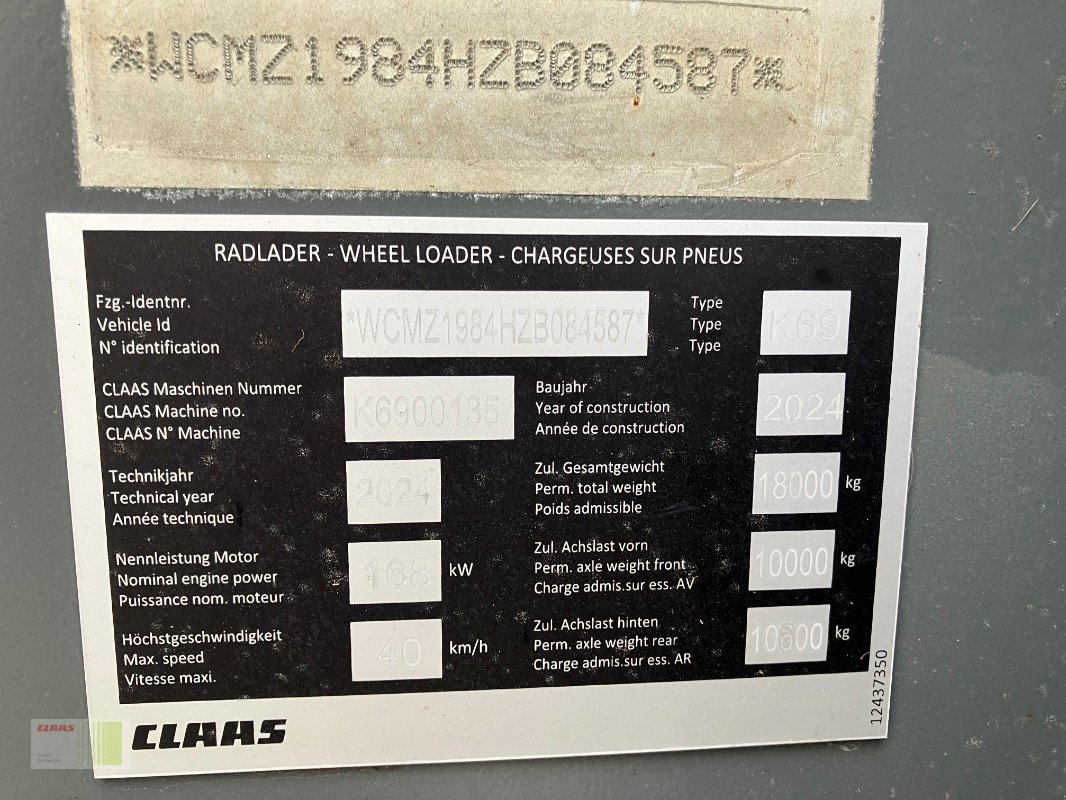 *WCMZ1984HZB084587*
RADLADER - WHEEL LOADER - CHARGEUSES SUR PNEUS
Fzg.-Identnr.
Vehicle Id
N° identification
*WCMZ1984HZB084587*
Type
Type
Type
K69
CLAAS Maschinen Nummer
CLAAS Machine no.
CLAAS N° Machine
K6900135
Baujahr
Year of construction
Année de construction
2024
Technikjahr
Technical year
Année technique
2024
Zul. Gesamtgewicht
Perm. total weight
Poids admissible
18000 kg
Nennleistung Motor
Nominal engine power
Puissance nom. moteur
168 kW
Zul. Achslast vorn
Perm. axle weight front
Charge admis.sur ess. AV
10000 kg
Höchstgeschwindigkeit
Max. speed
Vitesse maxi.
40 km/h
Zul. Achslast hinten
Perm. axle weight rear
Charge admis.sur ess. AR
kg
12437350
CLAAS
CLAAS